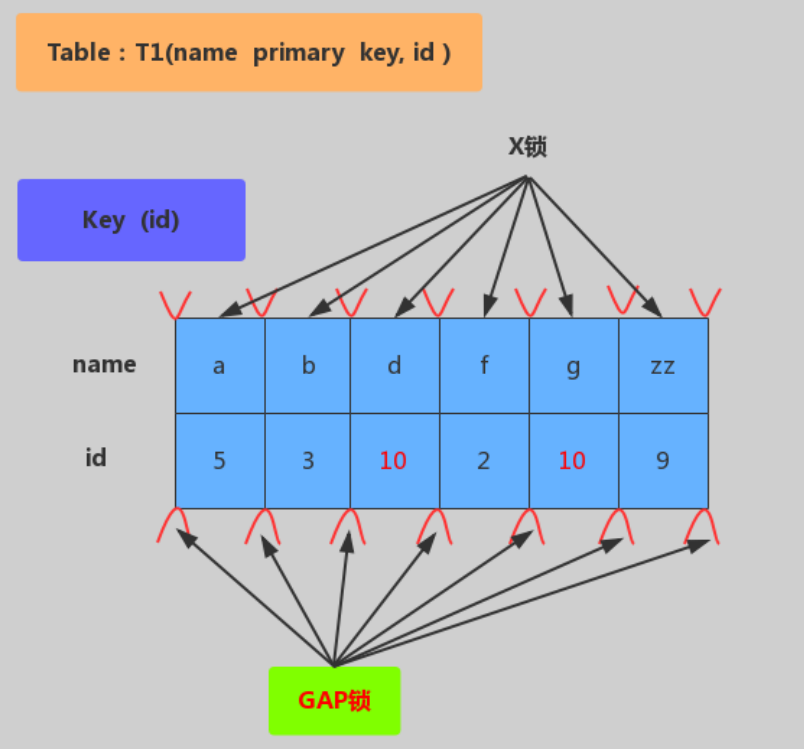 Table : T1(name primary key, id )
X锁
Key (id)
name a b d f g zz
id 5 3 10 2 10 9
GAP锁